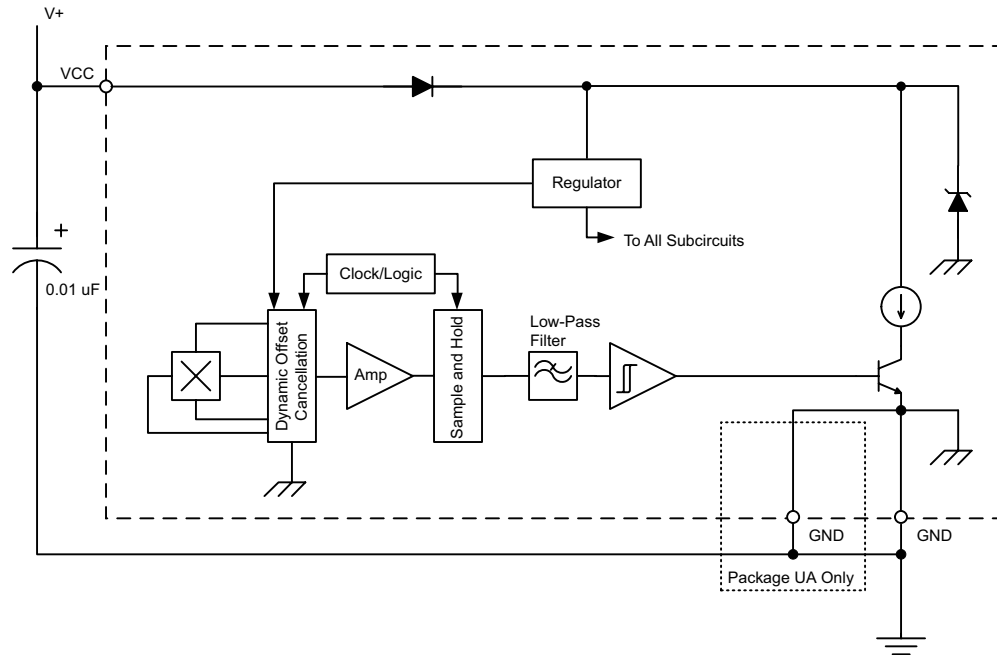 V+
VCC
Regulator
To All Subcircuits
Clock/Logic
+
0.01 uF
Dynamic Offset
Cancellation
Amp
Sample and Hold
Low-Pass
Filter
GND
GND
Package UA Only